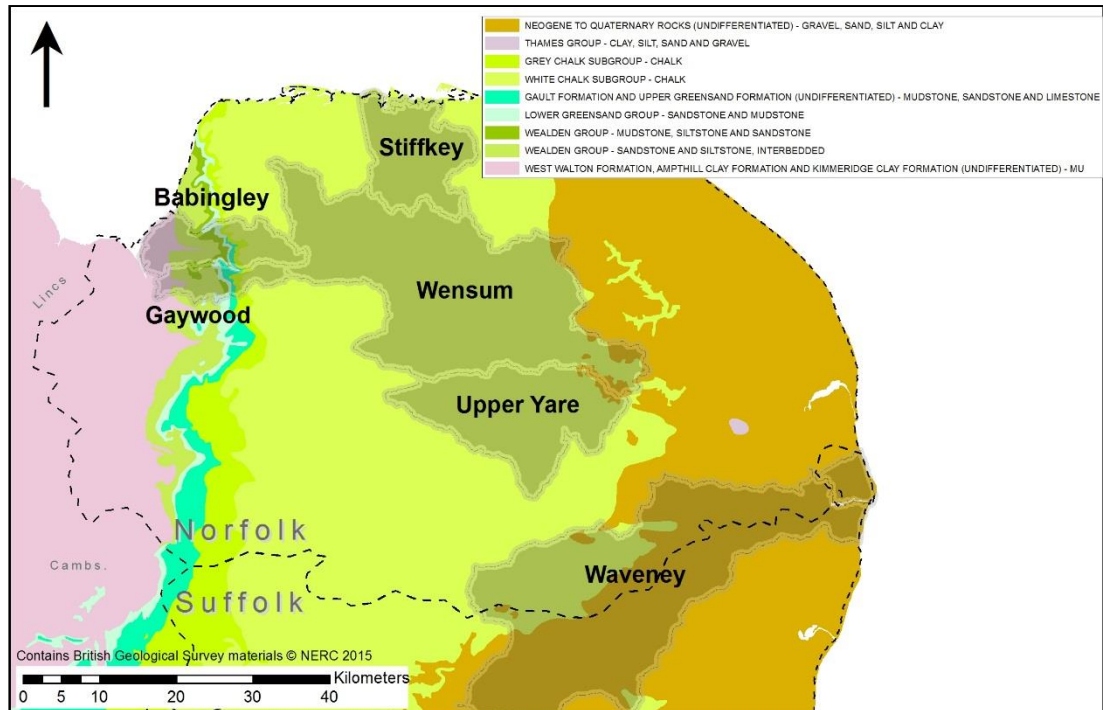 NEOGENE TO QUATERNARY ROCKS (UNDIFFERENTIATED) - GRAVEL, SAND, SILT AND CLAY
THAMES GROUP - CLAY, SILT, SAND AND GRAVEL
GREY CHALK SUBGROUP - CHALK
WHITE CHALK SUBGROUP - CHALK
GAULT FORMATION AND UPPER GREENSAND FORMATION (UNDIFFERENTIATED) - MUDSTONE, SANDSTONE AND LIMESTONE
LOWER GREENSAND GROUP - SANDSTONE AND MUDSTONE
WEALDEN GROUP - MUDSTONE, SILTSTONE AND SANDSTONE
WEALDEN GROUP - SANDSTONE AND SILTSTONE, INTERBEDDED
WEST WALTON FORMATION, AMPTHILL CLAY FORMATION AND KIMMERIDGE CLAY FORMATION (UNDIFFERENTIATED) - MU
Stiffkey
Babingley
Lincs
Wensum
Gaywood
Upper Yare
Norfolk
Cambs.
Waveney
Suffolk
Contains British Geological Survey materials © NERC 2015
Kilometers
0 5 10 20 30 40